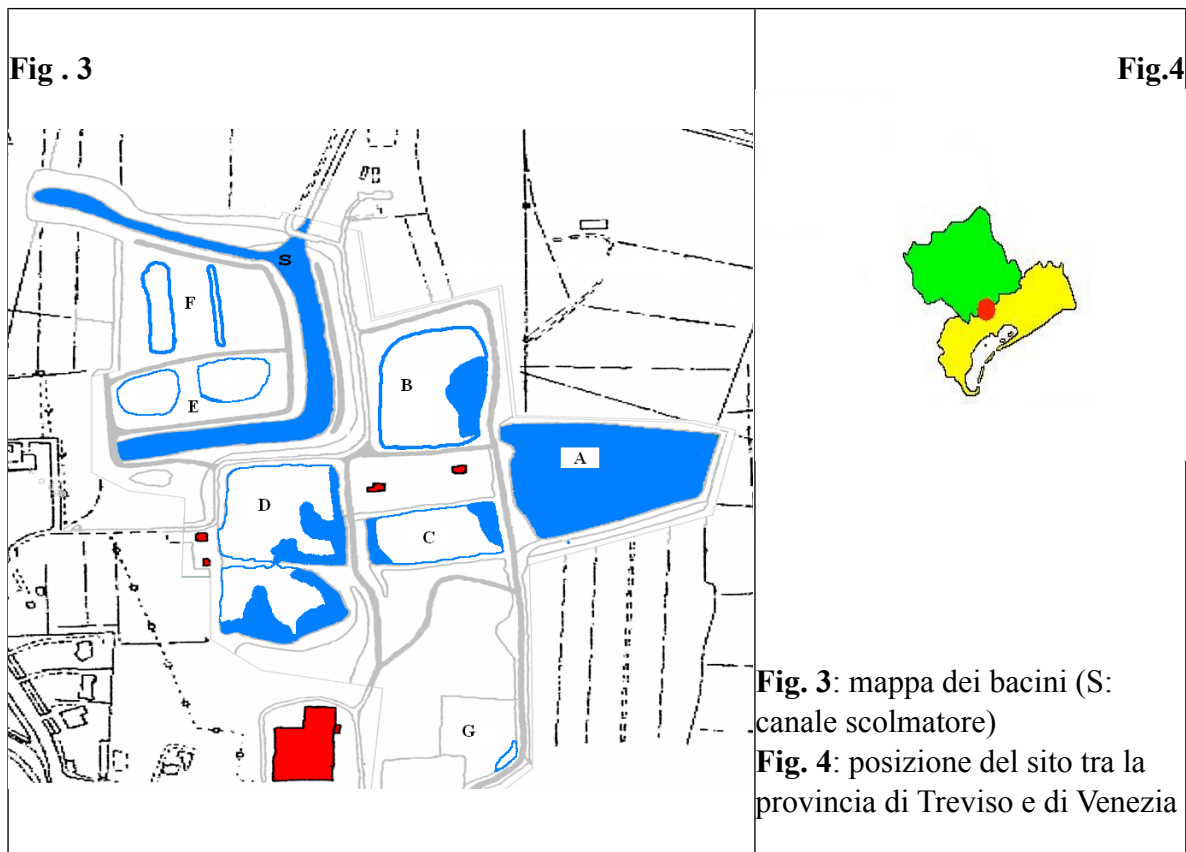 Fig . 3
Fig.4
S
F
B
E
A
D
C
G
Fig. 3: mappa dei bacini (S:
canale scolmatore)
Fig. 4: posizione del sito tra la
provincia di Treviso e di Venezia